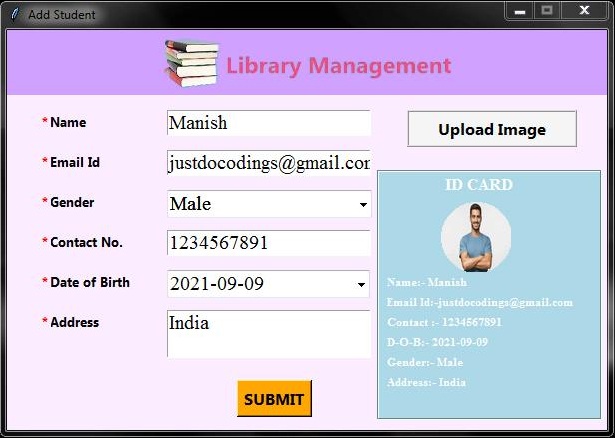 Add Student
Library Management
*Name
Manish
*Email Id
justdocodings@gmail.cor
*Gender
Male
*Contact No.
1234567891
*Date of Birth
2021-09-09
*Address
India
SUBMIT
Upload Image
ID CARD
Name:- Manish
Email Id:-justdocodings@gmail.com
Contact :- 1234567891
D-O-B:- 2021-09-09
Gender:- Male
Address:- India